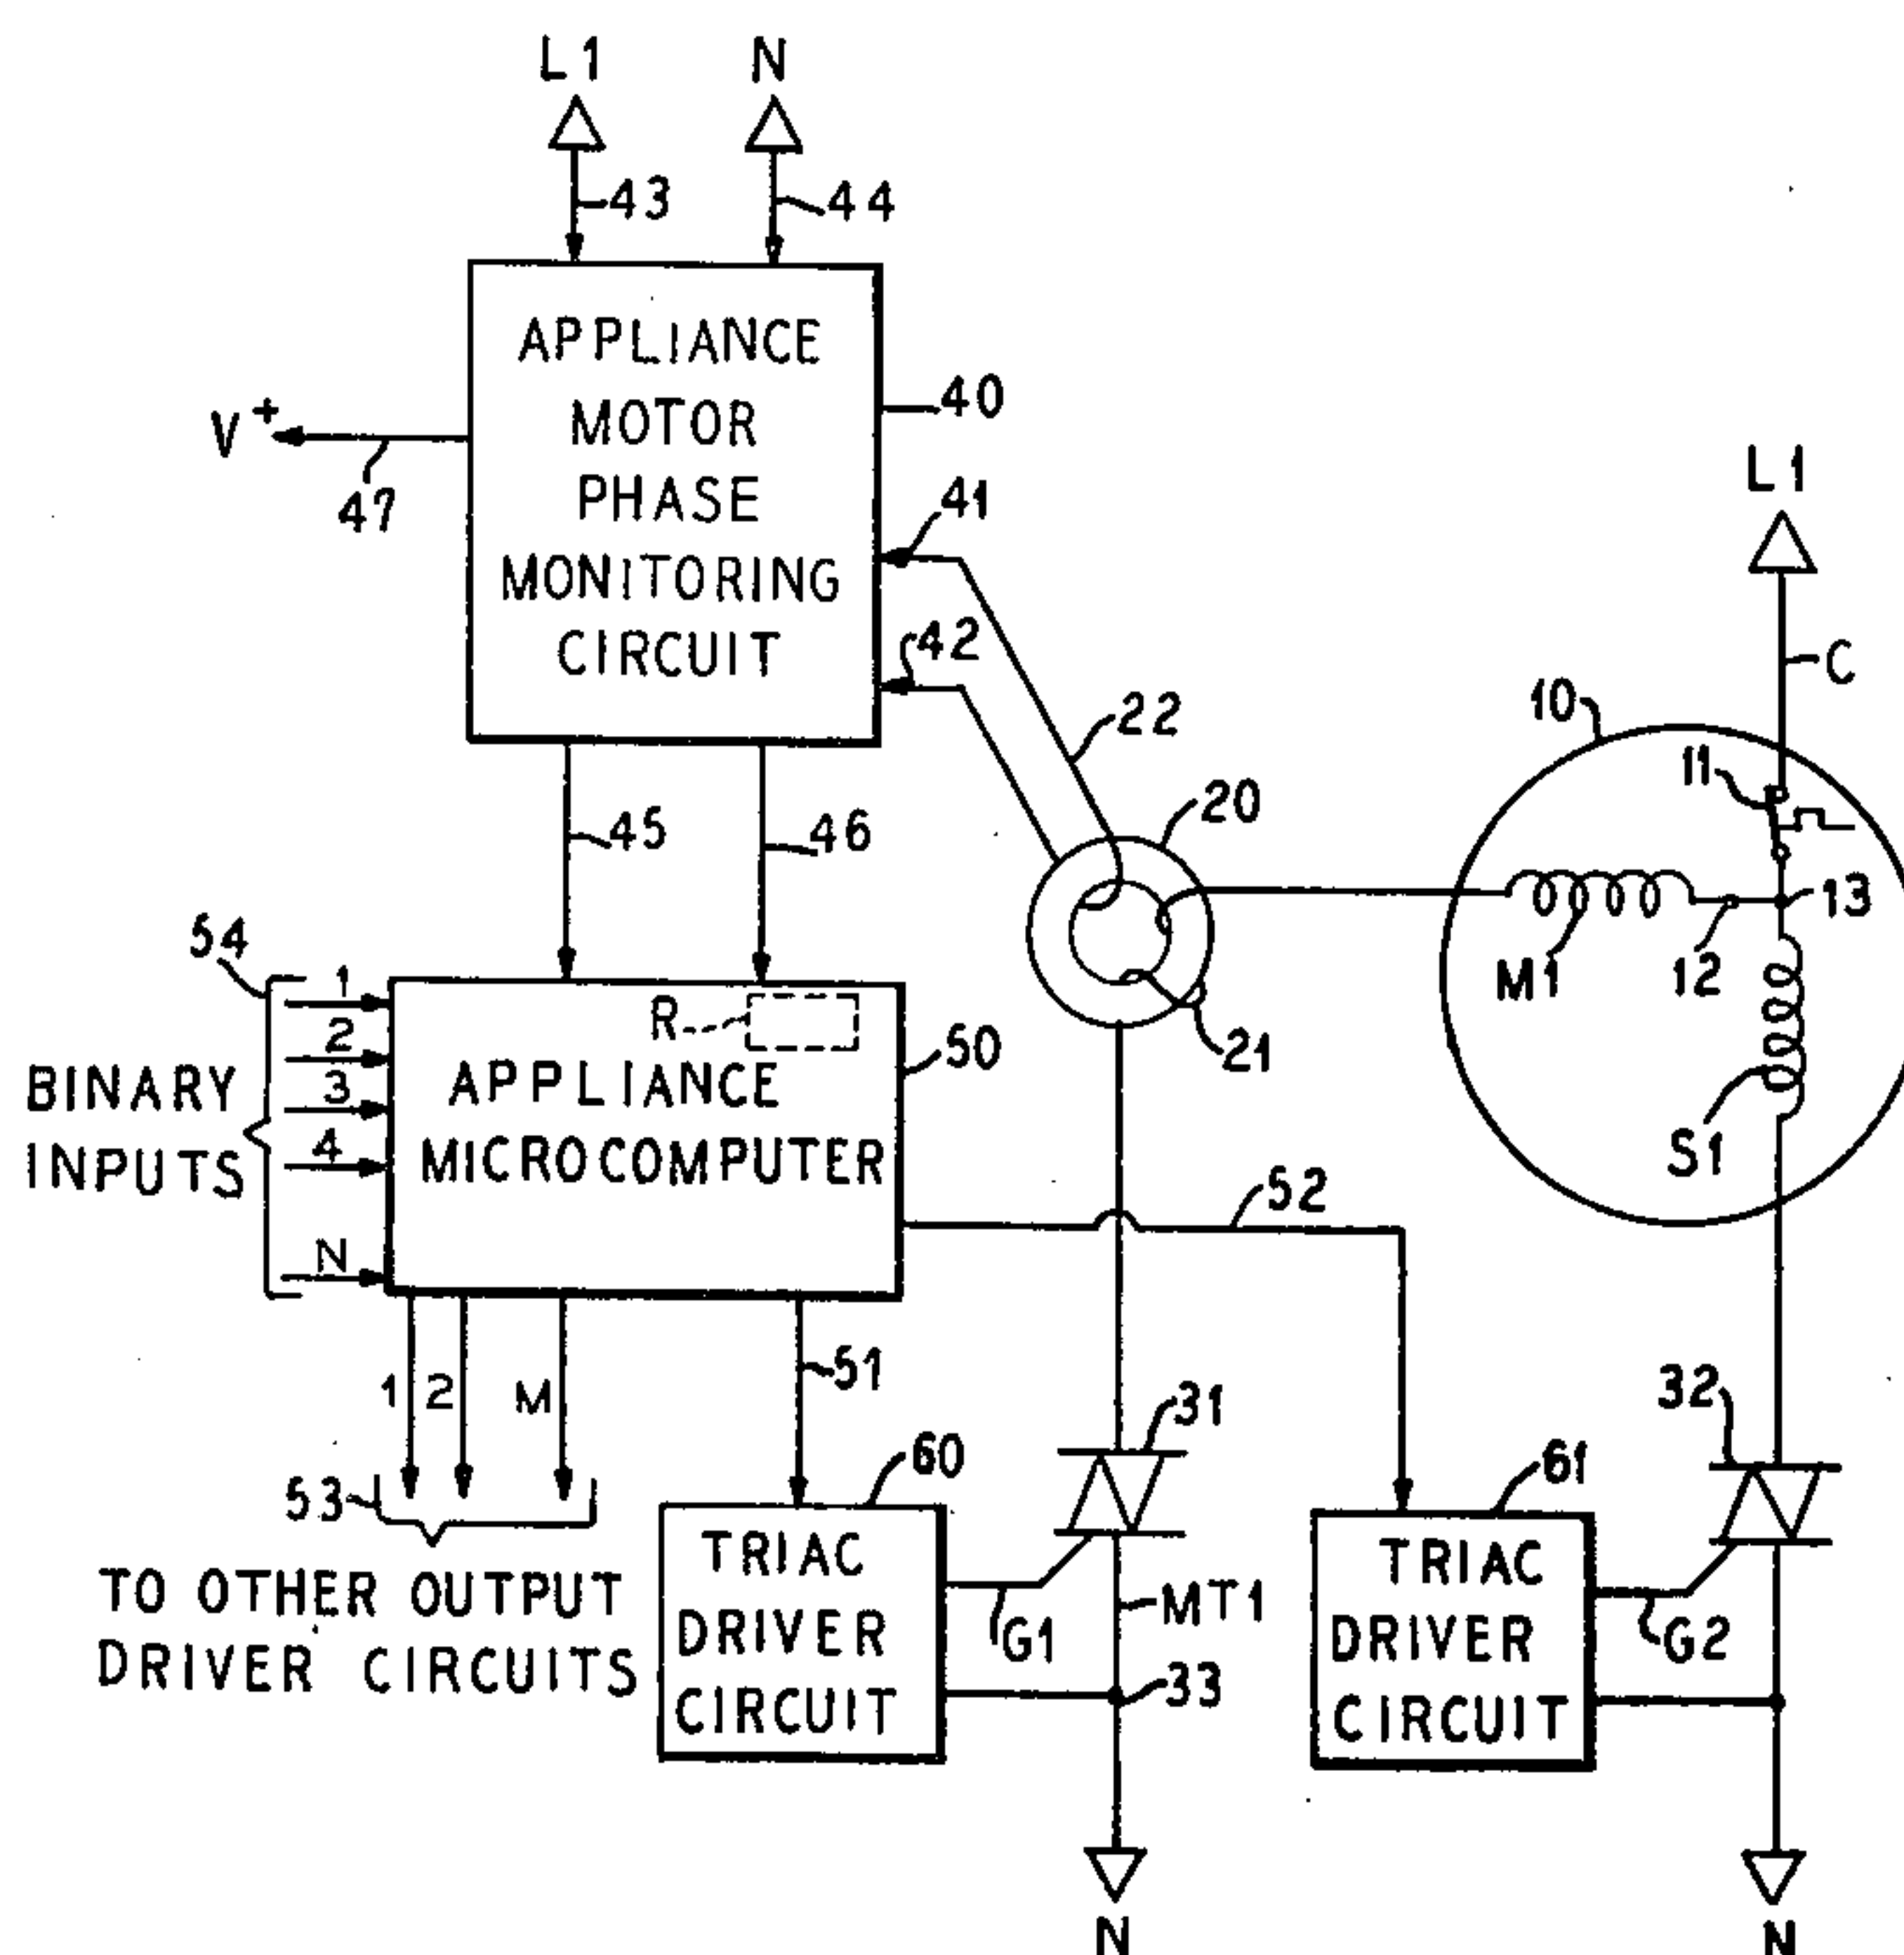 L1 N
43 44
APPLIANCE
MOTOR
PHASE
MONITORING
CIRCUIT
40
V+
47
41
42
22
20
21
45 46
L1
C
10
11
13
M1
12
S1
54
BINARY
INPUTS
1
2
3
4
N
R
APPLIANCE
MICROCOMPUTER
50
52
1 2 M
51
53
TO OTHER OUTPUT
DRIVER CIRCUITS
60
TRIAC
DRIVER
CIRCUIT
31
G1
MT1
33
N
61
TRIAC
DRIVER
CIRCUIT
32
G2
N